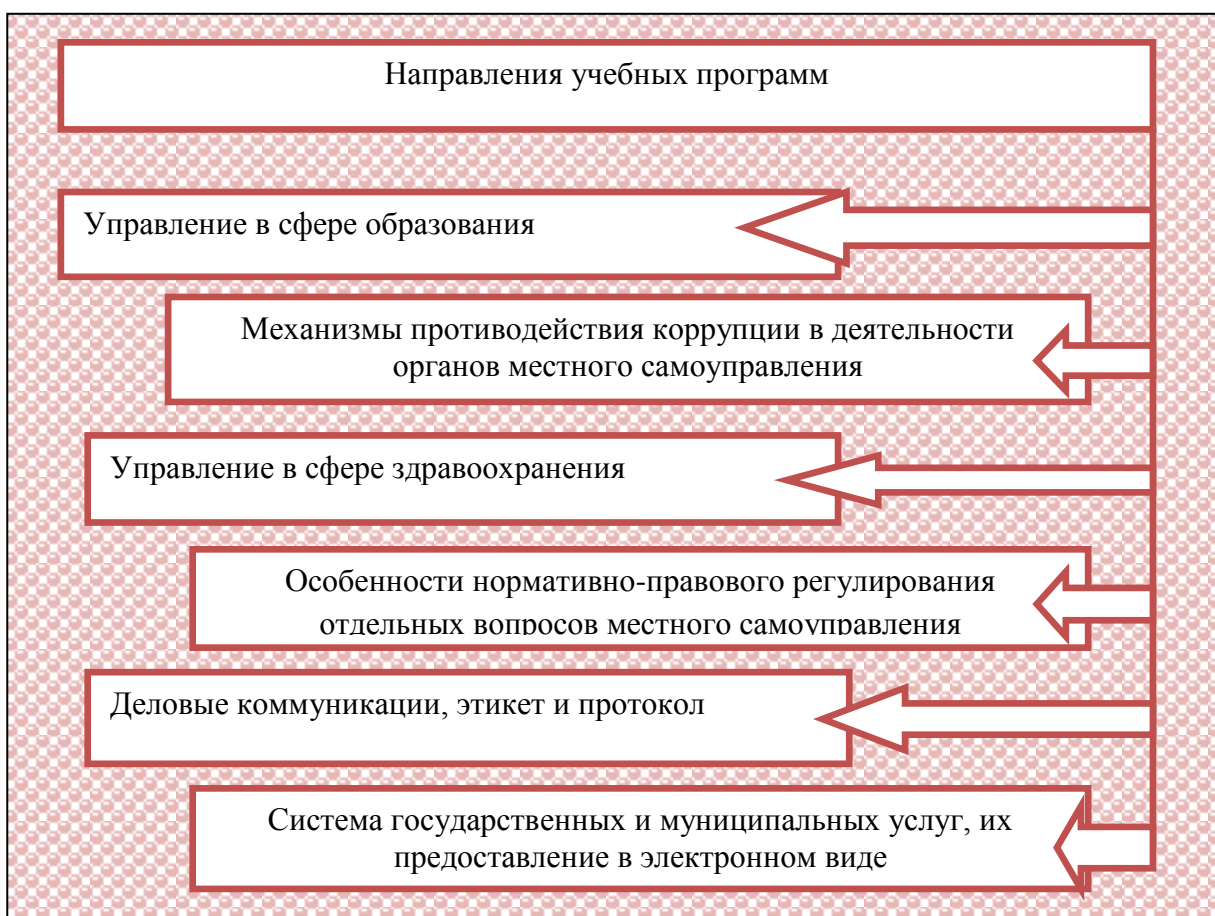 Направления учебных программ
Управление в сфере образования
Механизмы противодействия коррупции в деятельности
органов местного самоуправления
Управление в сфере здравоохранения
Особенности нормативно-правового регулирования
отдельных вопросов местного самоуправления
Деловые коммуникации, этикет и протокол
Система государственных и муниципальных услуг, их
предоставление в электронном виде